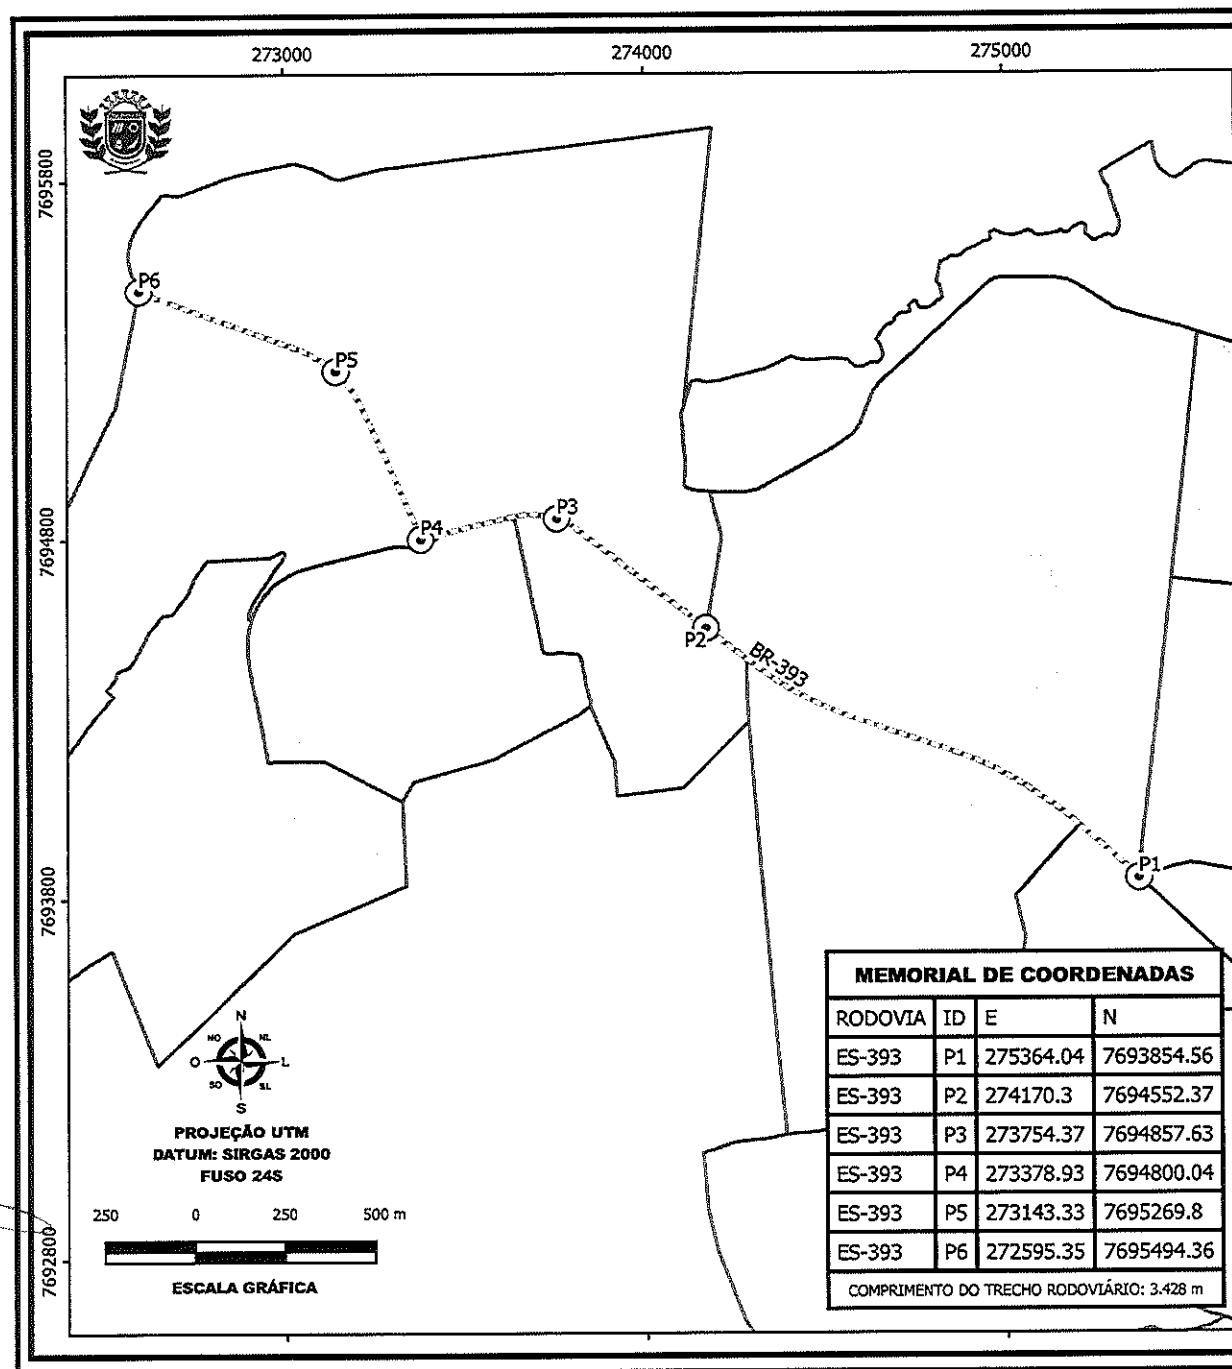 273000 274000 275000
7695800
P6
P5
P3
P4
7694800
P2
BR-393
P1
7693800
MEMORIAL DE COORDENADAS
RODOVIA ID E N
ES-393 P1 275364.04 7693854.56
ES-393 P2 274170.3 7694552.37
ES-393 P3 273754.37 7694857.63
ES-393 P4 273378.93 7694800.04
ES-393 P5 273143.33 7695269.8
ES-393 P6 272595.35 7695494.36
COMPRIMENTO DO TRECHO RODOVIÁRIO: 3.428 m
N
NO NL
O L
SO SL
S
PROJEÇÃO UTM
DATUM: SIRGAS 2000
FUSO 24S
250 0 250 500 m
ESCALA GRÁFICA
7692800